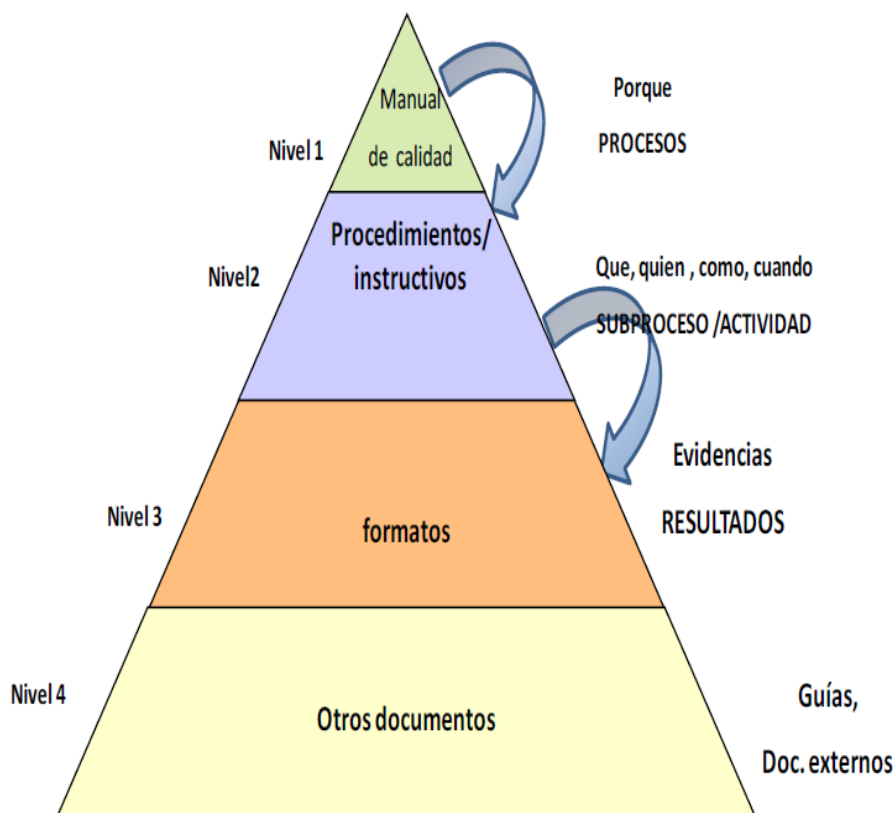 Manual
de calidad
Nivel 1
Porque
PROCESOS
Procedimientos/
instructivos
Nivel2
Que, quien , como, cuando
SUBPROCESO /ACTIVIDAD
formatos
Nivel 3
Evidencias
RESULTADOS
Otros documentos
Nivel 4
Guías,
Doc. externos